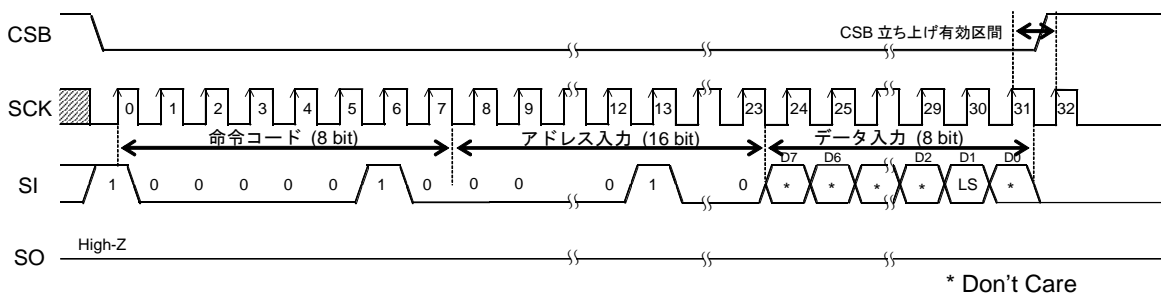 CSB
CSB 立ち上げ有効区間
SCK
0 1 2 3 4 5 6 7 8 9 12 13 23 24 25 29 30 31 32
命令コード (8 bit) アドレス入力 (16 bit) データ入力 (8 bit)
D7 D6 D2 D1 D0
SI
1 0 0 0 0 0 1 0 0 0 0 1 0 * * * * LS *
High-Z
SO
* Don't Care